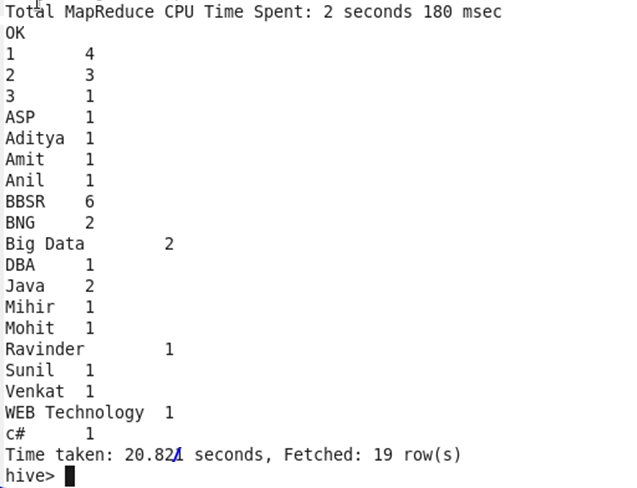 Total MapReduce CPU Time Spent: 2 seconds 180 msec
OK
1 4
2 3
3 1
ASP 1
Aditya 1
Amit 1
Anil 1
BBSR 6
BNG 2
Big Data 2
DBA 1
Java 2
Mihir 1
Mohit 1
Ravinder 1
Sunil 1
Venkat 1
WEB Technology 1
c# 1
Time taken: 20.821 seconds, Fetched: 19 row(s)
hive>